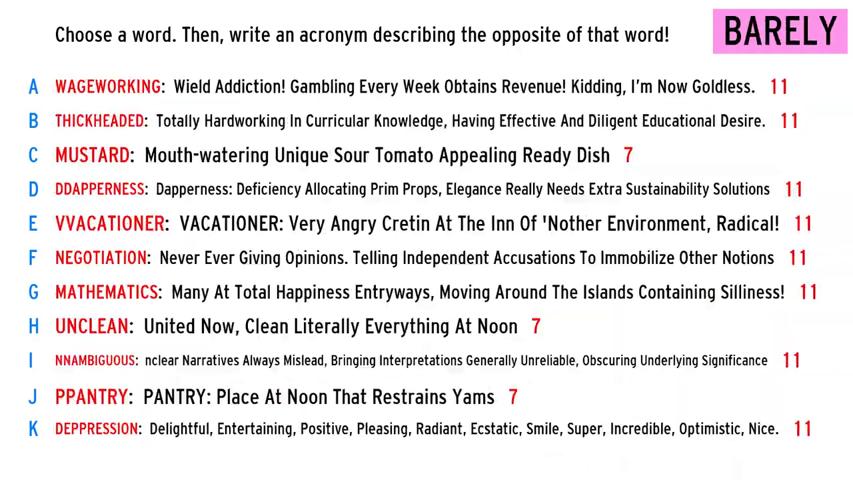 Choose a word. Then, write an acronym describing the opposite of that word!
BARELY
A WAGEWORKING: Wield Addiction! Gambling Every Week Obtains Revenue! Kidding, I'm Now Goldless. 11
B THICKHEADED: Totally Hardworking In Curricular Knowledge, Having Effective And Diligent Educational Desire. 11
C MUSTARD: Mouth-watering Unique Sour Tomato Appealing Ready Dish 7
D DDAPPERNESS: Dapperness: Deficiency Allocating Prim Props, Elegance Really Needs Extra Sustainability Solutions 11
E VVACATIONER: VACATIONER: Very Angry Cretin At The Inn Of 'Nother Environment, Radical! 11
F NEGOTIATION: Never Ever Giving Opinions. Telling Independent Accusations To Immobilize Other Notions 11
G MATHEMATICS: Many At Total Happiness Entryways, Moving Around The Islands Containing Silliness! 11
H UNCLEAN: United Now, Clean Literally Everything At Noon 7
I NNAMBIGUOUS: nclear Narratives Always Mislead, Bringing Interpretations Generally Unreliable, Obscuring Underlying Significance 11
J PPANTRY: PANTRY: Place At Noon That Restrains Yams 7
K DEPPRESSION: Delightful, Entertaining, Positive, Pleasing, Radiant, Ecstatic, Smile, Super, Incredible, Optimistic, Nice. 11